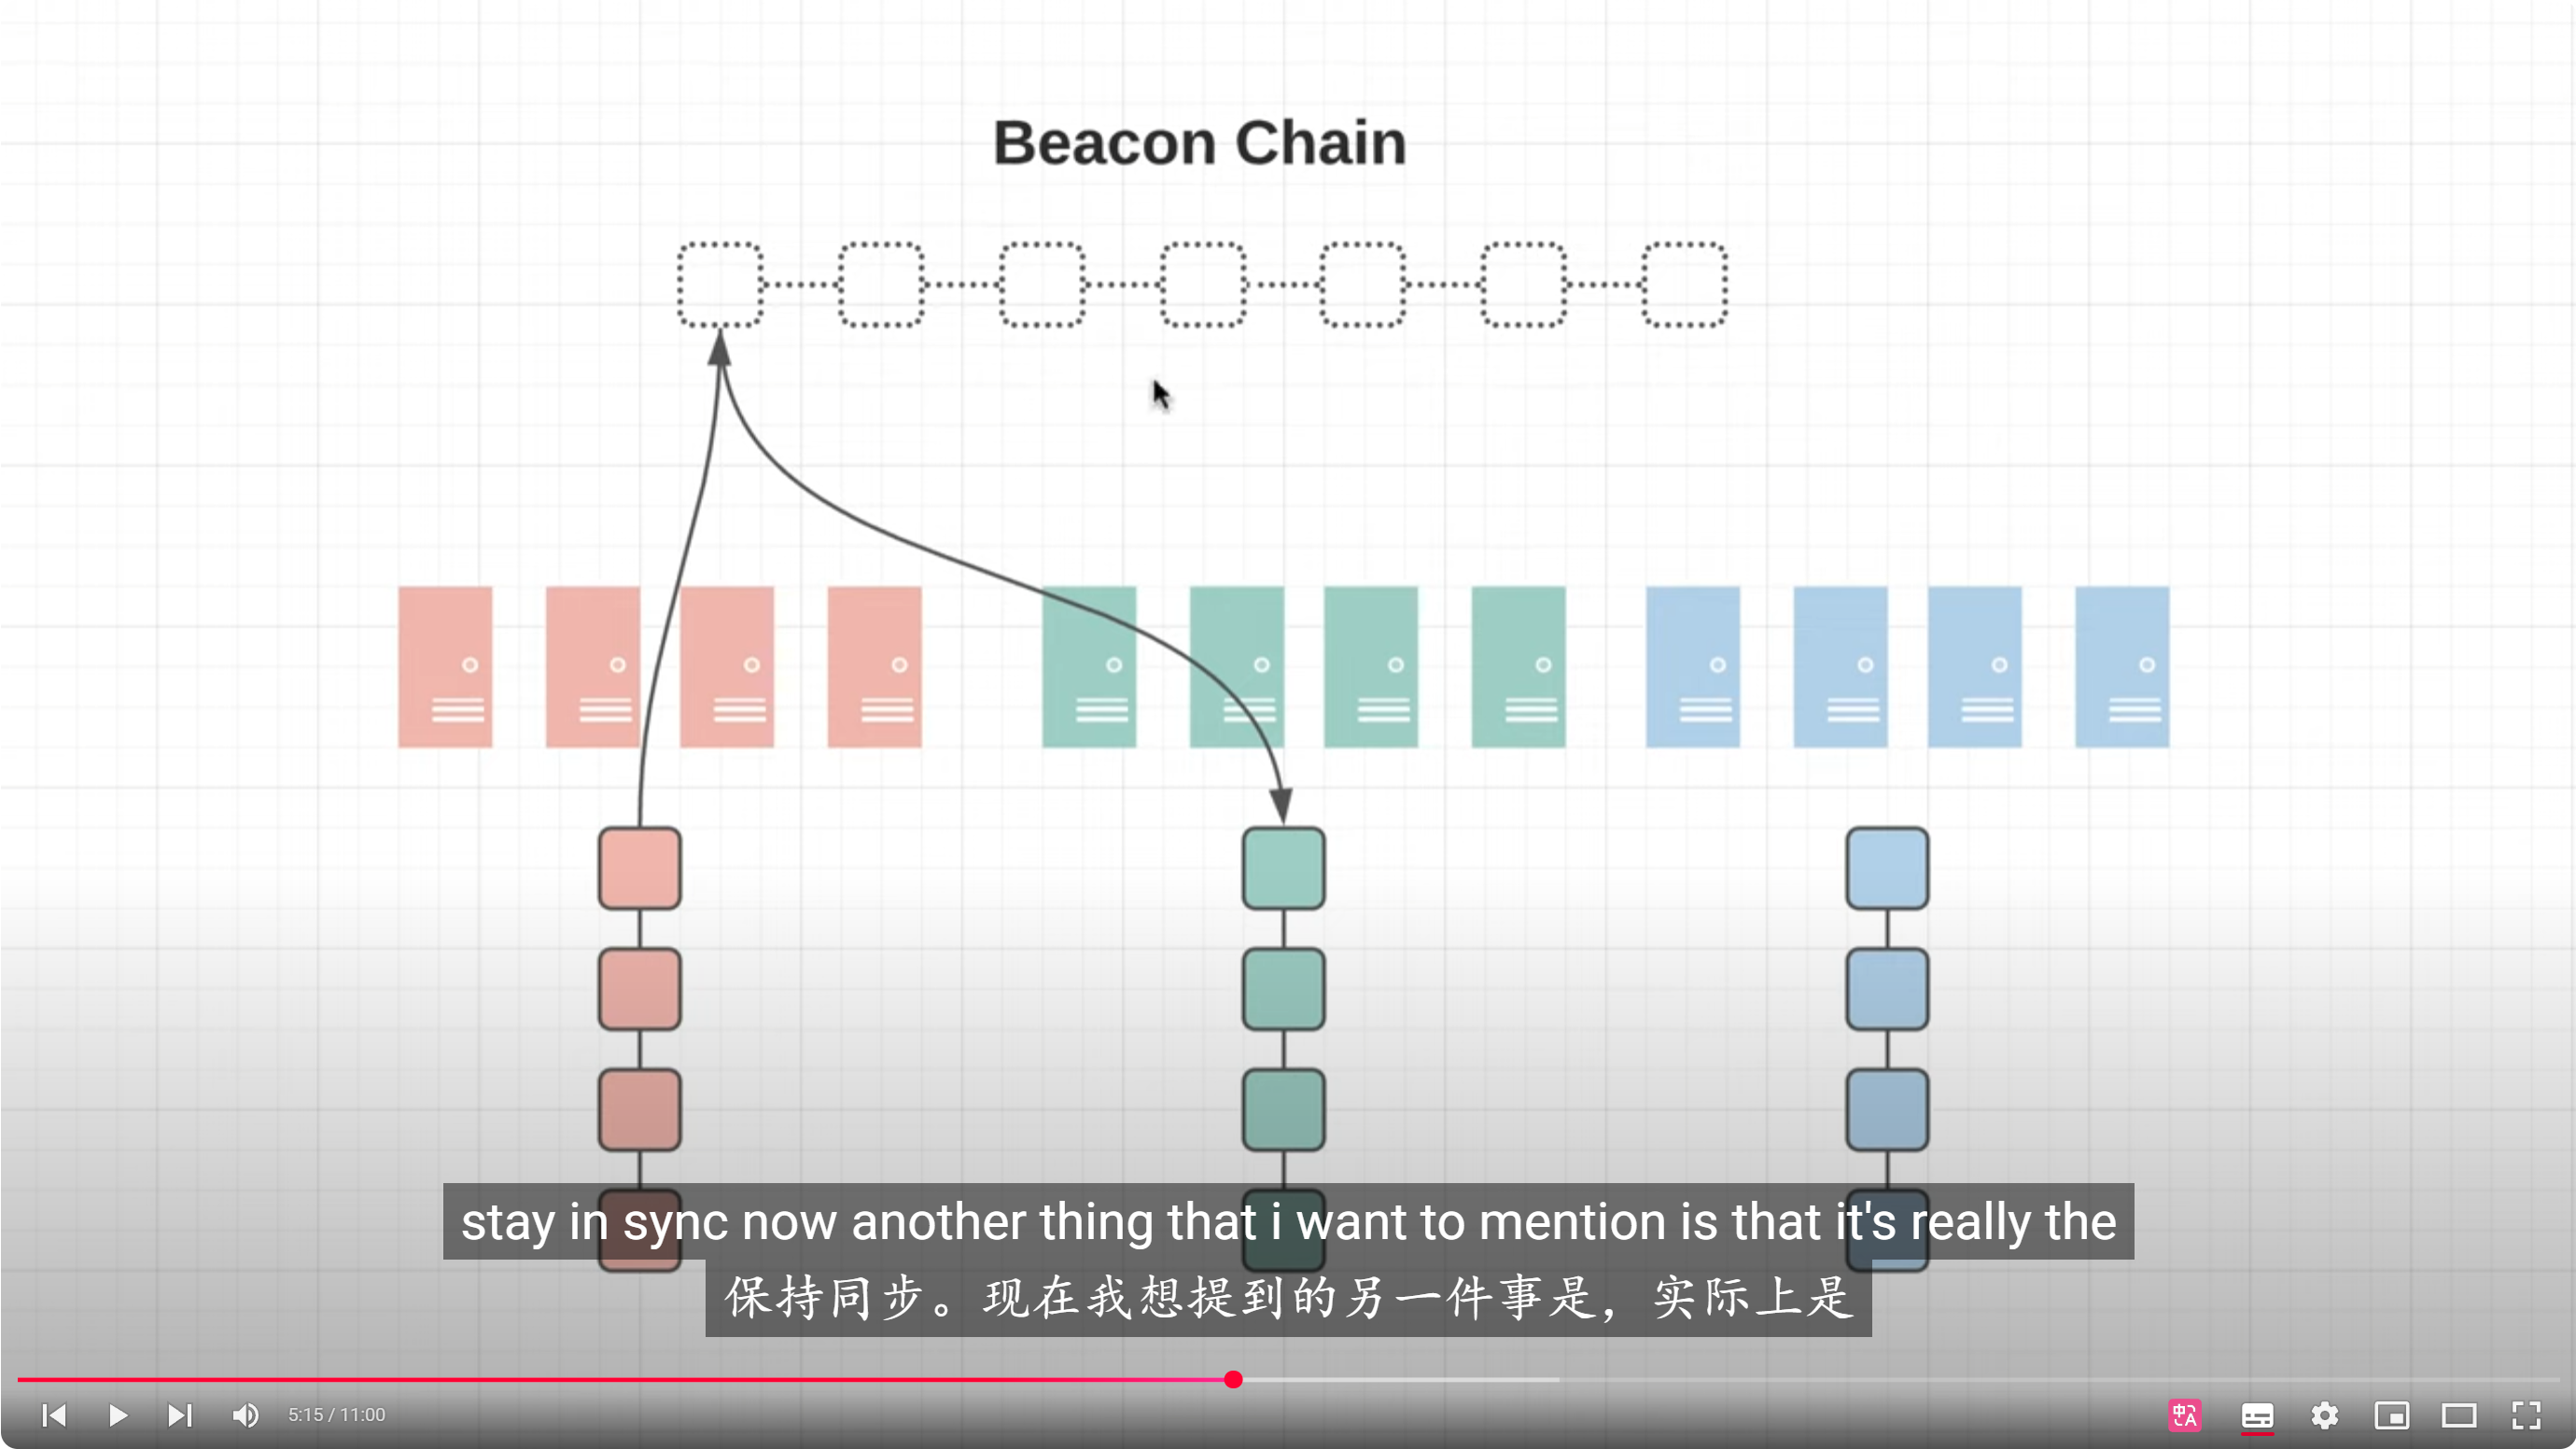 Beacon Chain
stay in sync now another thing that i want to mention is that it's really the
保持同步。现在我想提到的另一件事是，实际上是
5:15 / 11:00
中
A